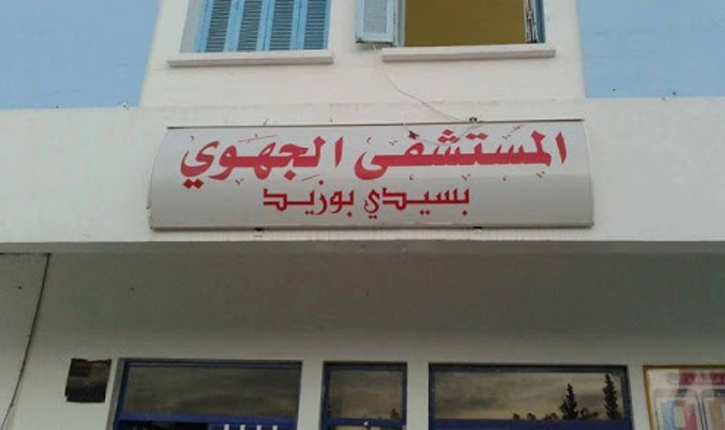 المستشفى الجهوي
بسيدي بوزيد